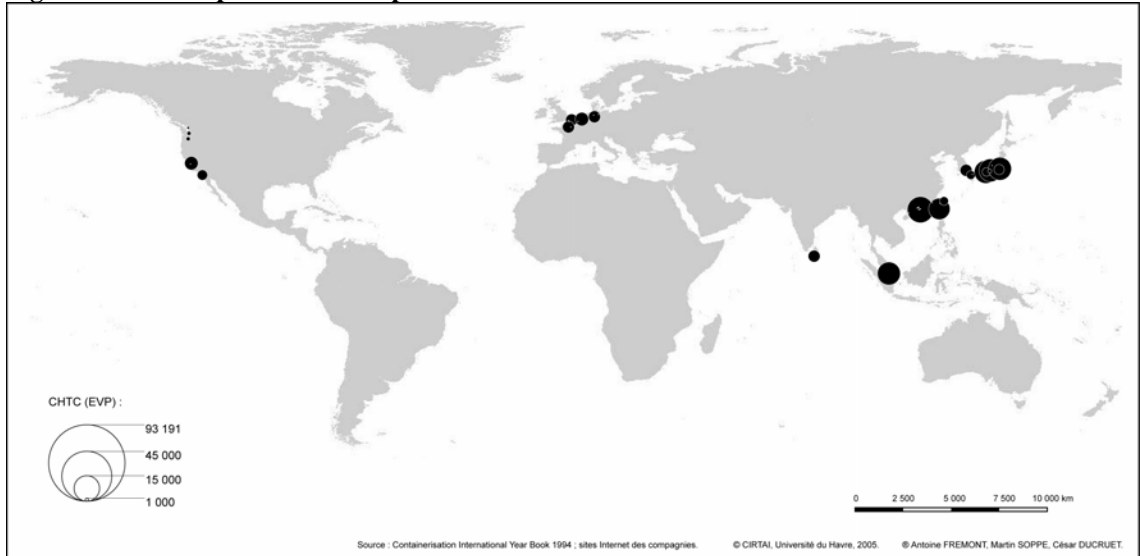 CHTC (EVP) :
93 191
45 000
15 000
1 000
0 2 500 5 000 7 500 10 000 km
Source : Containerisation International Year Book 1994 ; sites Internet des compagnies. © CIRTAI, Université du Havre, 2005. ® Antoine FREMONT, Martin SOPPE, César DUCRUET.